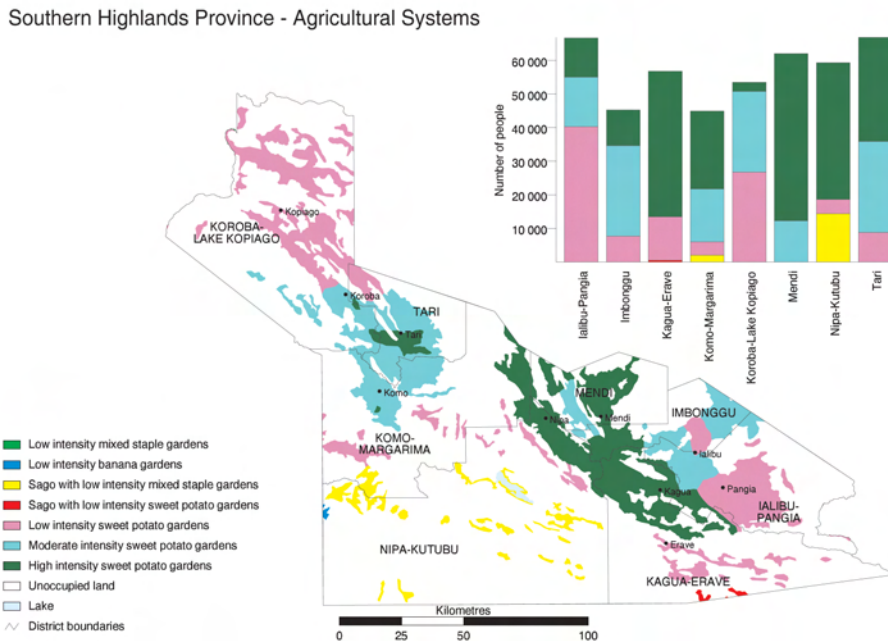 Southern Highlands Province - Agricultural Systems
Number of people
60 000
50 000
40 000
30 000
20 000
10 000
Ialibu-Pangia
Imbonggu
Kagua-Erave
Komo-Margarima
Koroba-Lake Kopiago
Mendi
Nipa-Kutubu
Tari
Kopiago
KOROBA-
LAKE KOPIAGO
Koroba
TARI
Tari
Komo
KOMO-
MARGARIMA
MENDI
Nipa
Mendi
IMBONGGU
Ialibu
Kagua
Pangia
IALIBU-
PANGIA
NIPA-KUTUBU
Erave
KAGUA-ERAVE
Low intensity mixed staple gardens
Low intensity banana gardens
Sago with low intensity mixed staple gardens
Sago with low intensity sweet potato gardens
Low intensity sweet potato gardens
Moderate intensity sweet potato gardens
High intensity sweet potato gardens
Unoccupied land
Lake
District boundaries
Kilometres
0 25 50 100